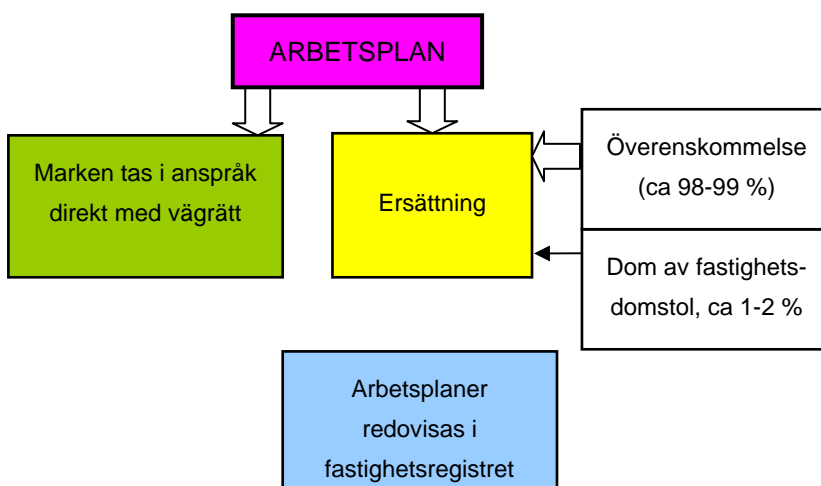 ARBETSPLAN
Marken tas i anspråk
direkt med vägrätt
Ersättning
Överenskommelse
(ca 98-99 %)
Dom av fastighets-
domstol, ca 1-2 %
Arbetsplaner
redovisas i
fastighetsregistret